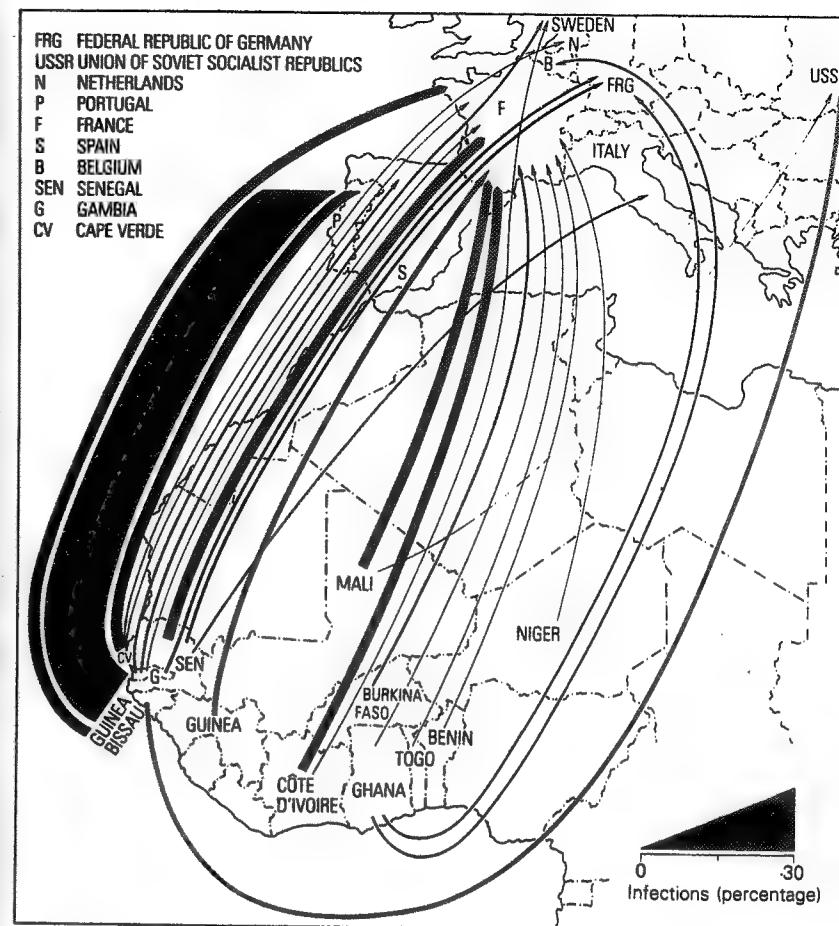 FRG FEDERAL REPUBLIC OF GERMANY
USSR UNION OF SOVIET SOCIALIST REPUBLICS
N NETHERLANDS
P PORTUGAL
F FRANCE
S SPAIN
B BELGIUM
SEN SENEGAL
G GAMBIA
CV CAPE VERDE
SWEDEN
N
B
F
FRG
USS
ITALY
P
S
MALI
NIGER
CV
SEN
G
GUINEA
BISSAU
GUINEA
BURKINA
FASO
BENIN
TOGO
CÔTE
D'IVOIRE
GHANA
0 30
Infections (percentage)